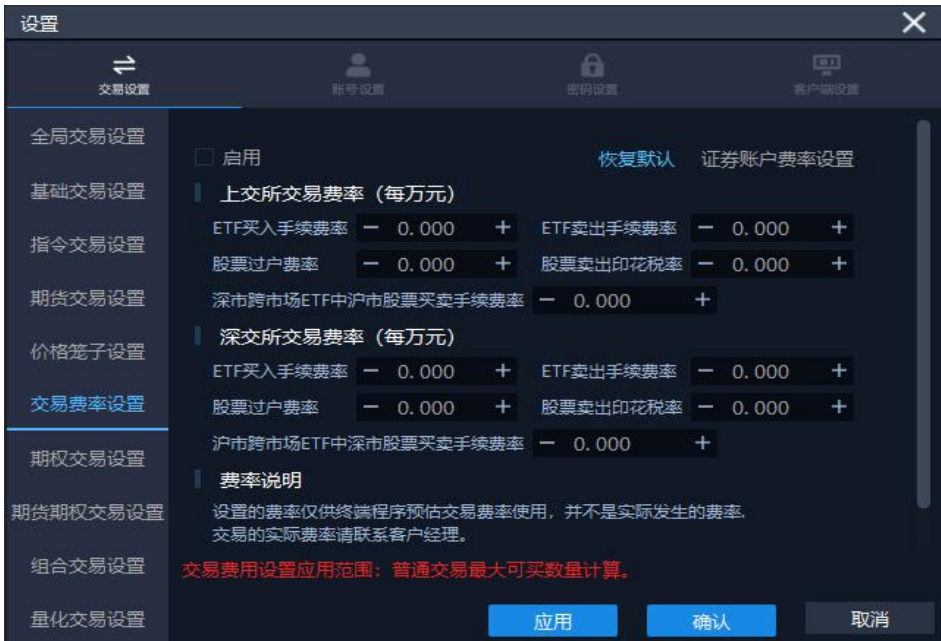 设置
交易设置 账号设置 密码设置 客户端设置
全局交易设置
基础交易设置
指令交易设置
期货交易设置
价格笼子设置
交易费率设置
期权交易设置
期货期权交易设置
组合交易设置
量化交易设置
启用 恢复默认 证券账户费率设置
上交所交易费率（每万元）
ETF买入手续费率 － 0.000 + ETF卖出手续费率 － 0.000 +
股票过户费率 － 0.000 + 股票卖出印花税率 － 0.000 +
深市跨市场ETF中沪市股票买卖手续费率 － 0.000 +
深交所交易费率（每万元）
ETF买入手续费率 － 0.000 + ETF卖出手续费率 － 0.000 +
股票过户费率 － 0.000 + 股票卖出印花税率 － 0.000 +
沪市跨市场ETF中深市股票买卖手续费率 － 0.000 +
费率说明
设置的费率仅供终端程序预估交易费率使用，并不是实际发生的费率.
交易的实际费率请联系客户经理。
交易费用设置应用范围：普通交易最大可买数量计算。
应用 确认 取消